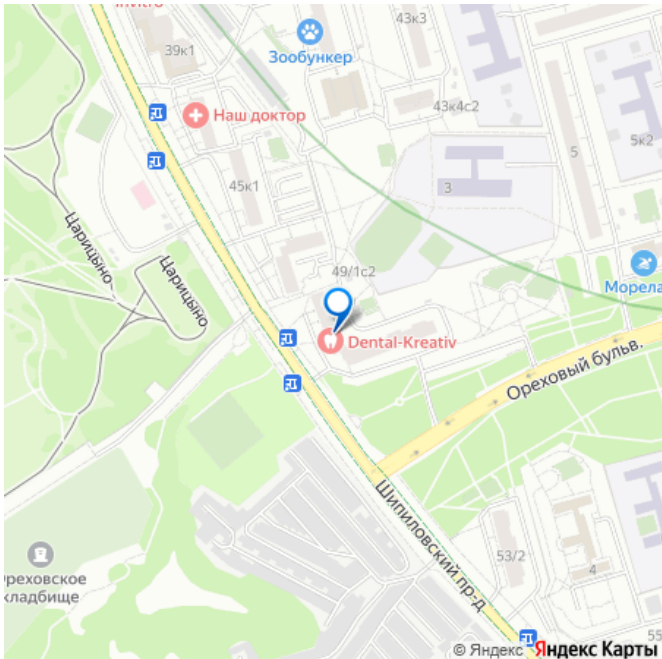 Invitro
39к1
43к3
Зообункер
Наш доктор
43к4с2
5
5к2
45к1
3
Царицыно
Царицыно
49/1с2
Морела
Dental-Kreativ
Ореховый бульв.
Шипиловский пр-д
Ореховское
кладбище
53/2
4
55
© Яндекс Яндекс Карты